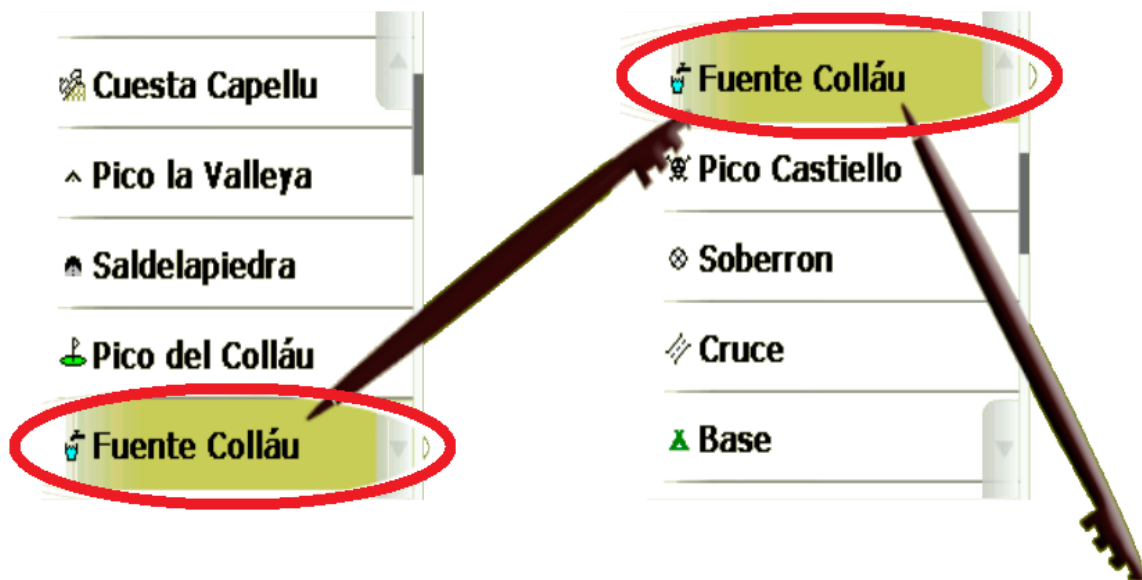 Cuesta Capellu
Pico la Valleya
Saldelapiedra
Pico del Colláu
Fuente Colláu
Fuente Colláu
Pico Castiello
Soberron
Cruce
Base